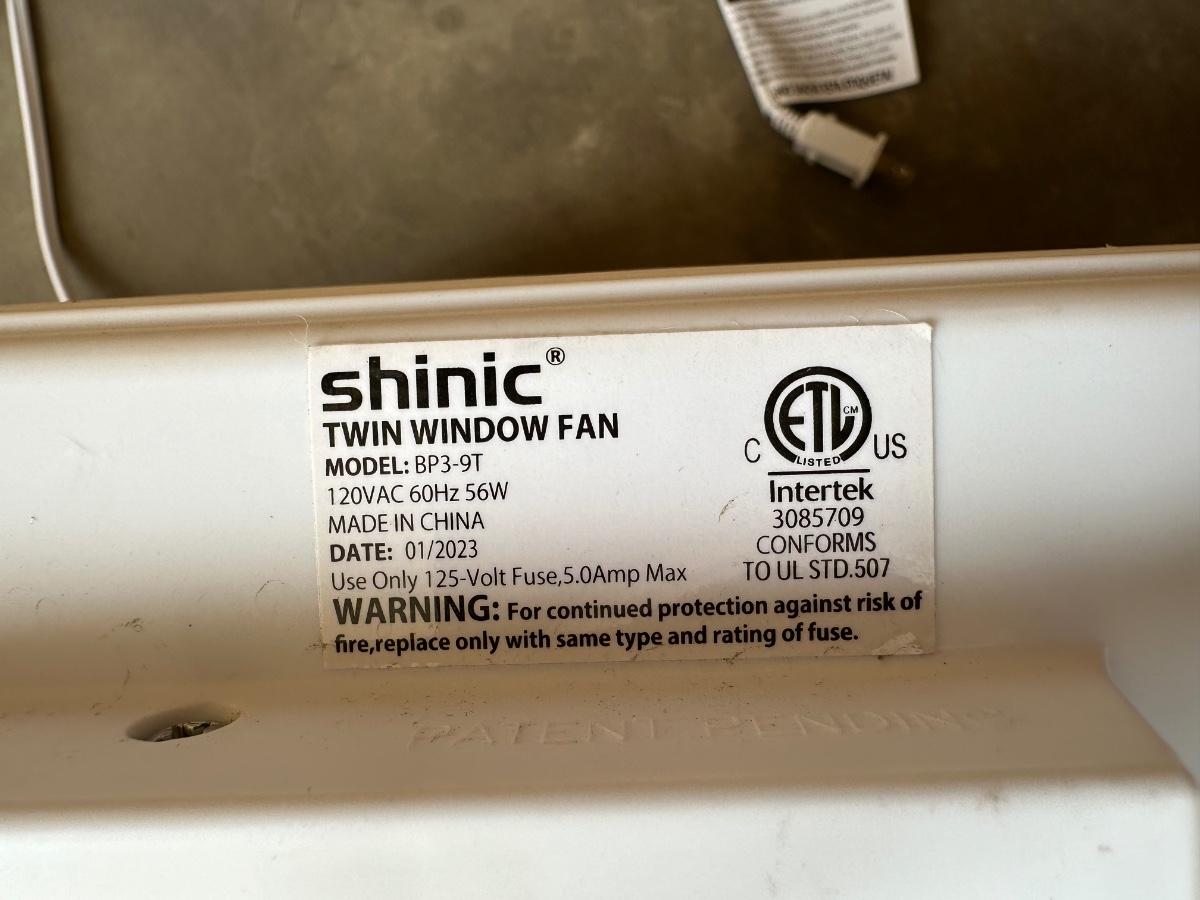 shinic®
TWIN WINDOW FAN
MODEL: BP3-9T
120VAC 60Hz 56W
MADE IN CHINA
DATE: 01/2023
Use Only 125-Volt Fuse,5.0Amp Max
WARNING: For continued protection against risk of
fire,replace only with same type and rating of fuse.
ETL CM
LISTED
C US
Intertek
3085709
CONFORMS
TO UL STD.507
PATENT PENDING